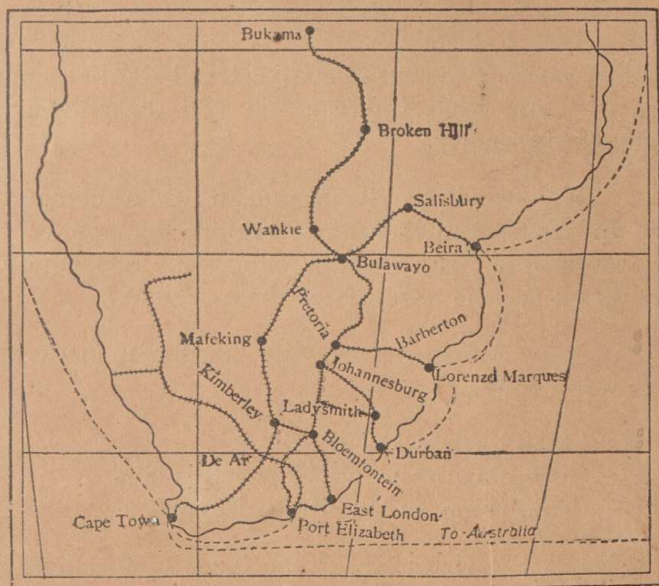 Bukama
Broken Hill
Salisbury
Wankie
Beira
Bulawayo
Pretoria
Barberton
Mafeking
Johannesburg
Lorenzo Marques
Kimberley
Ladysmith
Bloemfontein
Durban
De Ar
East London
Cape Town
Port Elizabeth
To Australia